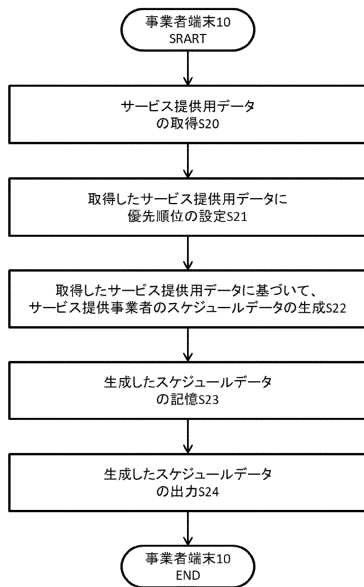 事業者端末10
SRART
サービス提供用データ
の取得S20
取得したサービス提供用データに
優先順位の設定S21
取得したサービス提供用データに基づいて、
サービス提供事業者のスケジュールデータの生成S22
生成したスケジュールデータ
の記憶S23
生成したスケジュールデータ
の出力S24
事業者端末10
END